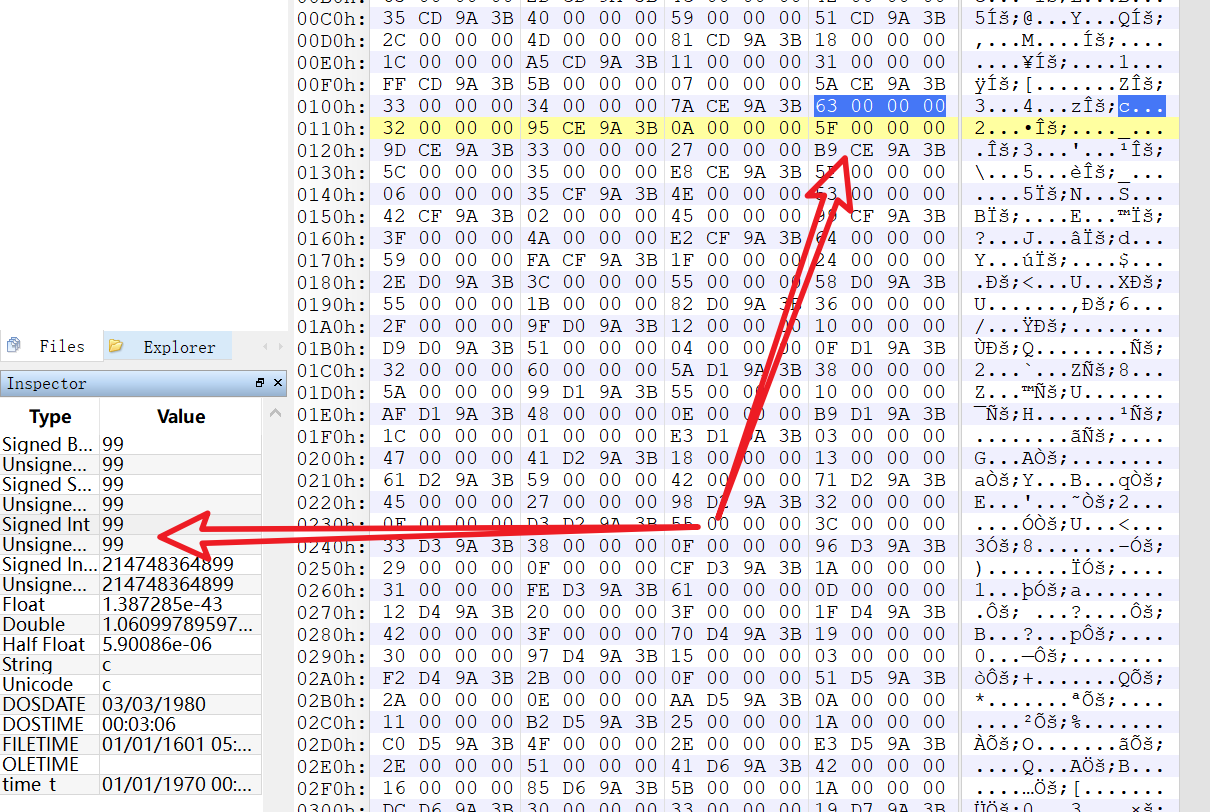 Files
Explorer
Inspector
Type Value
Signed B... 99
Unsigne... 99
Signed S... 99
Unsigne... 99
Signed Int 99
Unsigne... 99
Signed In... 214748364899
Unsigne... 214748364899
Float 1.387285e-43
Double 1.06099789597...
Half Float 5.90086e-06
String c
Unicode c
DOSDATE 03/03/1980
DOSTIME 00:03:06
FILETIME 01/01/1601 05:...
OLETIME
time_t 01/01/1970 00:...
00C0h: 35 CD 9A 3B 40 00 00 00 59 00 00 00 51 CD 9A 3B 5Íš;@...Y...QÍš;
00D0h: 2C 00 00 00 4D 00 00 00 81 CD 9A 3B 18 00 00 00 ,...M....Íš;....
00E0h: 1C 00 00 00 A5 CD 9A 3B 11 00 00 00 31 00 00 00 ....¥Íš;....1...
00F0h: FF CD 9A 3B 5B 00 00 00 07 00 00 00 5A CE 9A 3B ÿÍš;[.......ZÎš;
0100h: 33 00 00 00 34 00 00 00 7A CE 9A 3B 63 00 00 00 3...4...zÎš;c...
0110h: 32 00 00 00 95 CE 9A 3B 0A 00 00 00 5F 00 00 00 2...•Îš;...._...
0120h: 9D CE 9A 3B 33 00 00 00 27 00 00 00 B9 CE 9A 3B .Îš;3...'...¹Îš;
0130h: 5C 00 00 00 35 00 00 00 E8 CE 9A 3B 5F 00 00 00 \...5...èÎš;_...
0140h: 06 00 00 00 35 CF 9A 3B 4E 00 00 00 53 00 00 00 ....5Ïš;N...S...
0150h: 42 CF 9A 3B 02 00 00 00 45 00 00 00 99 CF 9A 3B BÏš;....E...™Ïš;
0160h: 3F 00 00 00 4A 00 00 00 E2 CF 9A 3B 64 00 00 00 ?...J...âÏš;d...
0170h: 59 00 00 00 FA CF 9A 3B 1F 00 00 00 24 00 00 00 Y...úÏš;....$...
0180h: 2E D0 9A 3B 3C 00 00 00 55 00 00 00 58 D0 9A 3B .Ðš;<...U...XÐš;
0190h: 55 00 00 00 1B 00 00 00 82 D0 9A 3B 36 00 00 00 U.......‚Ðš;6...
01A0h: 2F 00 00 00 9F D0 9A 3B 12 00 00 00 10 00 00 00 /...ŸÐš;........
01B0h: D9 D0 9A 3B 51 00 00 00 04 00 00 00 0F D1 9A 3B ÙÐš;Q........Ñš;
01C0h: 32 00 00 00 60 00 00 00 5A D1 9A 3B 38 00 00 00 2...`...ZÑš;8...
01D0h: 5A 00 00 00 99 D1 9A 3B 55 00 00 00 10 00 00 00 Z...™Ñš;U.......
01E0h: AF D1 9A 3B 48 00 00 00 0E 00 00 00 B9 D1 9A 3B ¯Ñš;H.......¹Ñš;
01F0h: 1C 00 00 00 01 00 00 00 E3 D1 9A 3B 03 00 00 00 ........ãÑš;....
0200h: 47 00 00 00 41 D2 9A 3B 18 00 00 00 13 00 00 00 G...AÒš;........
0210h: 61 D2 9A 3B 59 00 00 00 42 00 00 00 71 D2 9A 3B aÒš;Y...B...qÒš;
0220h: 45 00 00 00 27 00 00 00 98 D2 9A 3B 32 00 00 00 E...'...˜Òš;2...
0230h: 00 00 00 D3 D2 9A 3B 55 00 00 00 3C 00 00 00 ....ÓÒš;U...<...
0240h: 33 D3 9A 3B 38 00 00 00 0F 00 00 00 96 D3 9A 3B 3Óš;8.......–Óš;
0250h: 29 00 00 00 0F 00 00 00 CF D3 9A 3B 1A 00 00 00 ).......ÏÓš;....
0260h: 31 00 00 00 FE D3 9A 3B 61 00 00 00 0D 00 00 00 1...þÓš;a.......
0270h: 12 D4 9A 3B 20 00 00 00 3F 00 00 00 1F D4 9A 3B .Ôš; ...?....Ôš;
0280h: 42 00 00 00 3F 00 00 00 70 D4 9A 3B 19 00 00 00 B...?...pÔš;....
0290h: 30 00 00 00 97 D4 9A 3B 15 00 00 00 03 00 00 00 0...—Ôš;........
02A0h: F2 D4 9A 3B 2B 00 00 00 0F 00 00 00 51 D5 9A 3B òÔš;+.......QÕš;
02B0h: 2A 00 00 00 0E 00 00 00 AA D5 9A 3B 0A 00 00 00 *.......ªÕš;....
02C0h: 11 00 00 00 B2 D5 9A 3B 25 00 00 00 1A 00 00 00 ....²Õš;%.......
02D0h: C0 D5 9A 3B 4F 00 00 00 2E 00 00 00 E3 D5 9A 3B ÀÕš;O.......ãÕš;
02E0h: 2E 00 00 00 51 00 00 00 41 D6 9A 3B 42 00 00 00 ....Q...AÖš;B...
02F0h: 16 00 00 00 85 D6 9A 3B 5B 00 00 00 1A 00 00 00 ....…Öš;[.......
0300h: DC D6 9A 3B 30 00 00 00 33 00 00 00 19 D7 9A 3B